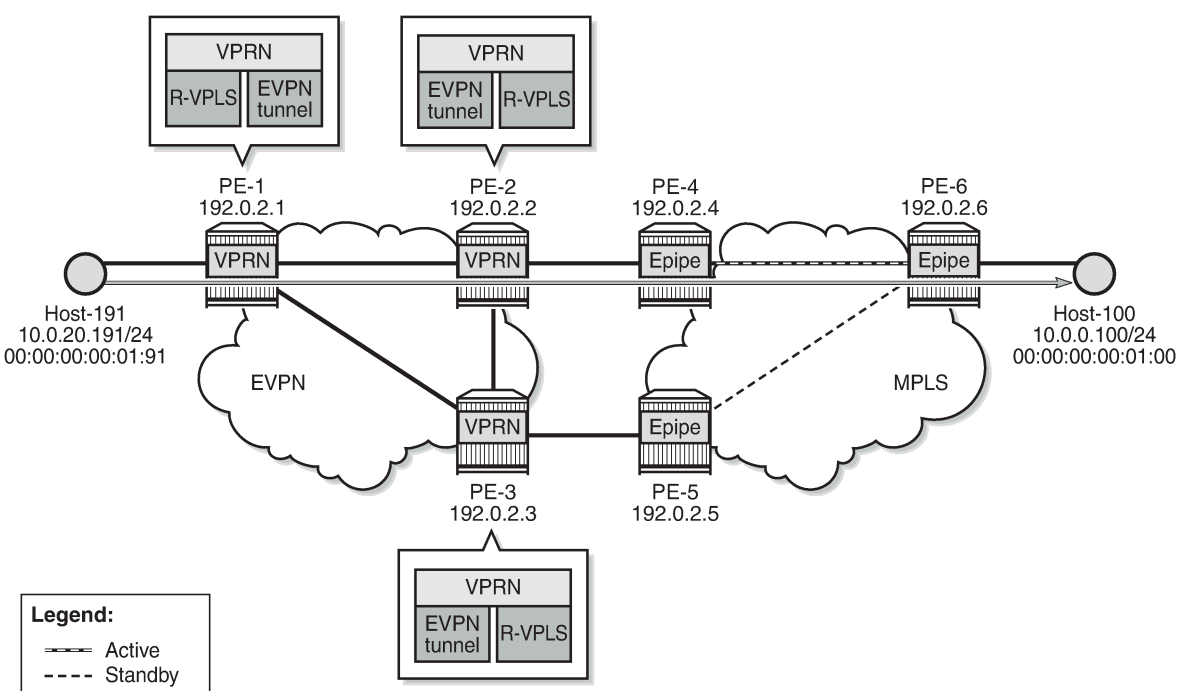 VPRN
R-VPLS
EVPN
tunnel
VPRN
EVPN
tunnel
R-VPLS
PE-1
192.0.2.1
PE-2
192.0.2.2
PE-4
192.0.2.4
PE-6
192.0.2.6
VPRN
VPRN
Epipe
Epipe
Host-191
10.0.20.191/24
00:00:00:00:01:91
Host-100
10.0.0.100/24
00:00:00:00:01:00
EVPN
MPLS
VPRN
Epipe
PE-3
192.0.2.3
PE-5
192.0.2.5
VPRN
EVPN
tunnel
R-VPLS
Legend:
Active
Standby